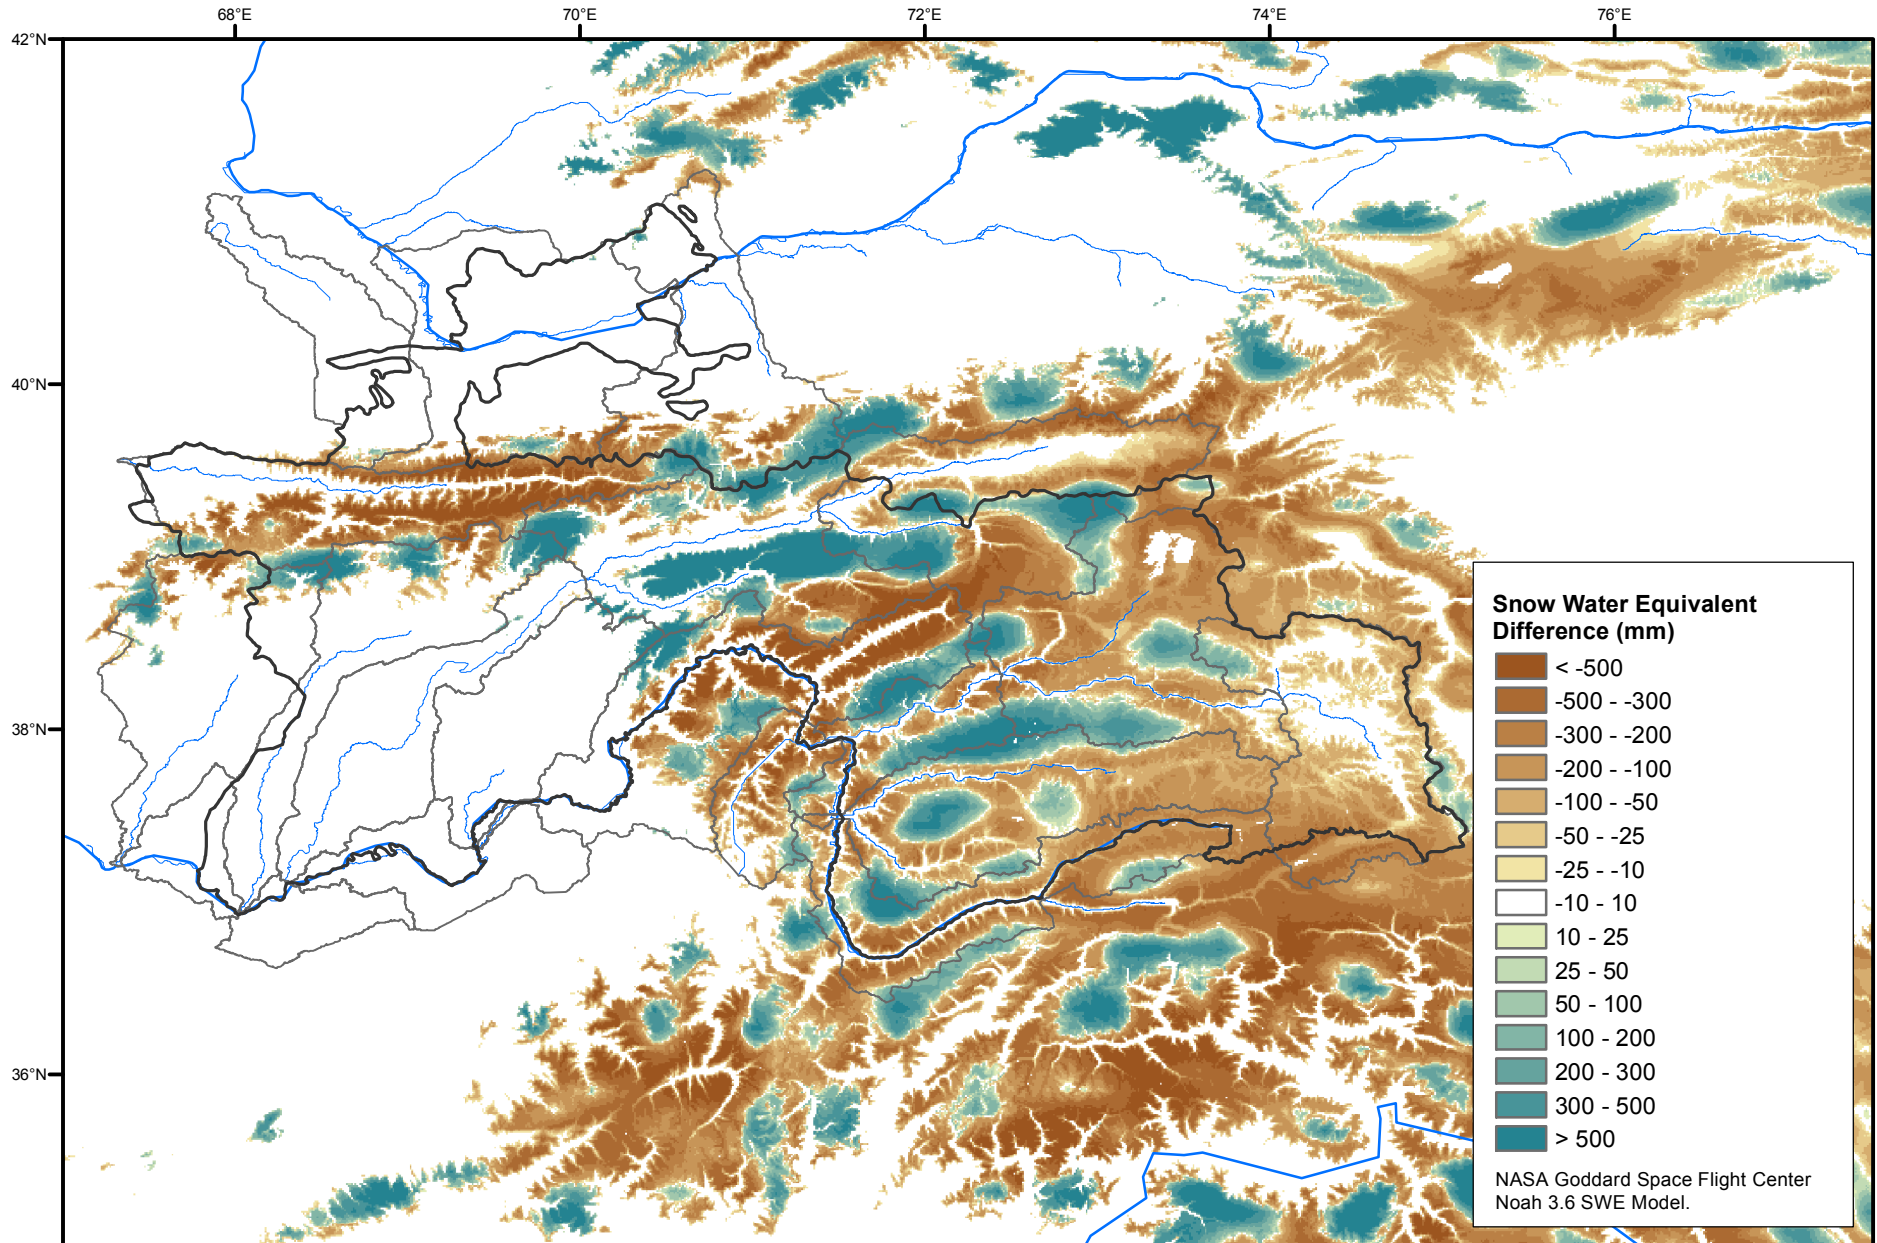 68°E 70°E 72°E 74°E 76°E
42°N
40°N
38°N
36°N
Snow Water Equivalent
Difference (mm)
< -500
-500 - -300
-300 - -200
-200 - -100
-100 - -50
-50 - -25
-25 - -10
-10 - 10
10 - 25
25 - 50
50 - 100
100 - 200
200 - 300
300 - 500
> 500
NASA Goddard Space Flight Center
Noah 3.6 SWE Model.